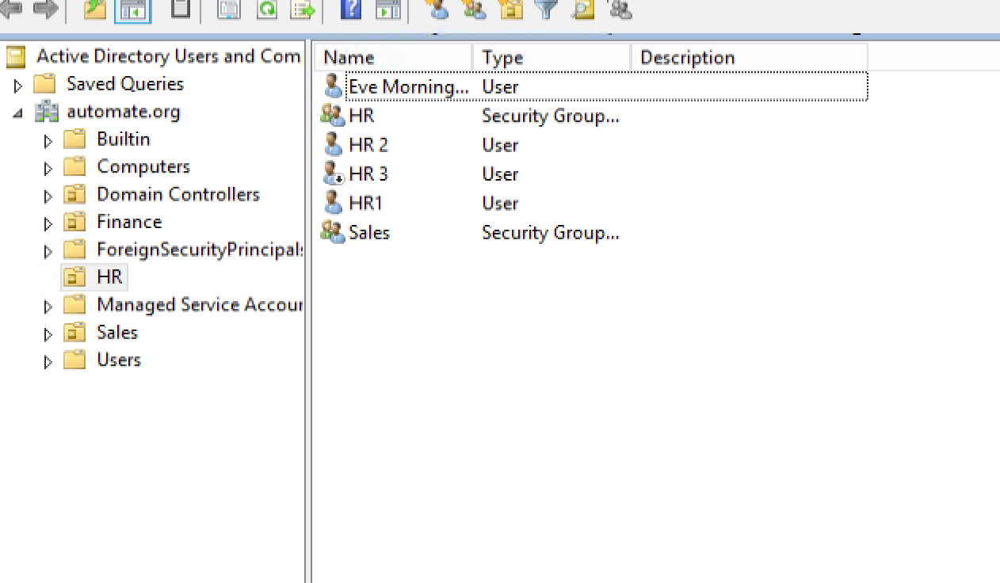 Active Directory Users and Com
Saved Queries
automate.org
Builtin
Computers
Domain Controllers
Finance
ForeignSecurityPrincipals
HR
Managed Service Accour
Sales
Users
Name Type Description
Eve Morning... User
HR Security Group...
HR 2 User
HR 3 User
HR1 User
Sales Security Group...